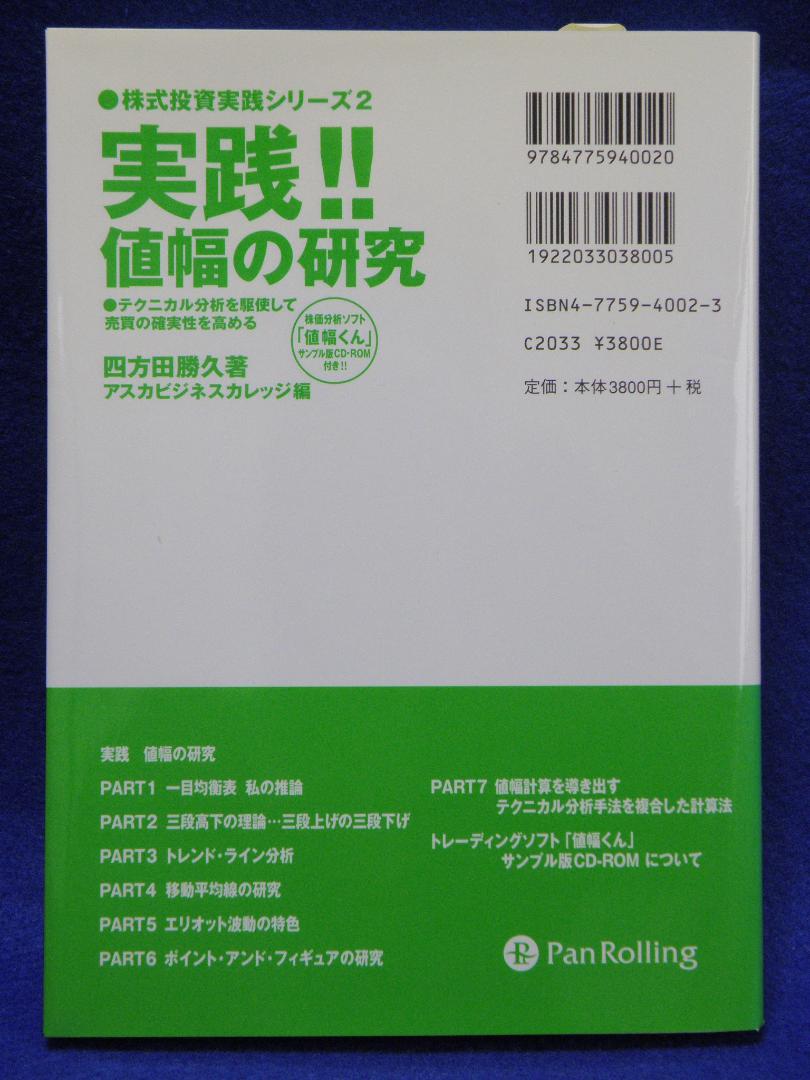 ●株式投資実践シリーズ2
実践!!
値幅の研究
●テクニカル分析を駆使して
売買の確実性を高める
株価分析ソフト
「値幅くん」
サンプル版CD-ROM
付き!!
四方田勝久著
アスカビジネスカレッジ編
9784775940020
1922033038005
ISBN4-7759-4002-3
C2033 ¥3800E
定価：本体3800円＋税
実践 値幅の研究
PART1 一目均衡表 私の推論
PART2 三段高下の理論…三段上げの三段下げ
PART3 トレンド・ライン分析
PART4 移動平均線の研究
PART5 エリオット波動の特色
PART6 ポイント・アンド・フィギュアの研究
PART7 値幅計算を導き出す
テクニカル分析手法を複合した計算法
トレーディングソフト「値幅くん」
サンプル版CD-ROM について
PanRolling